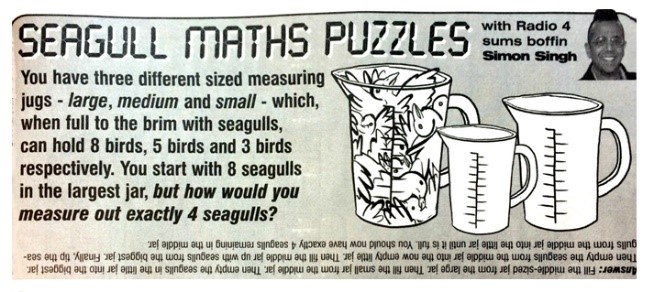 SEAGULL MATHS PUZZLES
with Radio 4
sums boffin
Simon Singh
You have three different sized measuring
jugs - large, medium and small - which,
when full to the brim with seagulls,
can hold 8 birds, 5 birds and 3 birds
respectively. You start with 8 seagulls
in the largest jar, but how would you
measure out exactly 4 seagulls?
Answer: Fill the middle-sized jar from the large jar. Then fill the small jar from the middle jar. Then empty the seagulls in the little jar into the biggest jar.
Then empty the seagulls from the middle jar into the now empty little jar. Then fill the middle jar up with seagulls from the biggest jar. Finally, tip the sea-
gulls from the middle jar into the little jar until it is full. You should now have exactly 4 seagulls remaining in the middle jar.